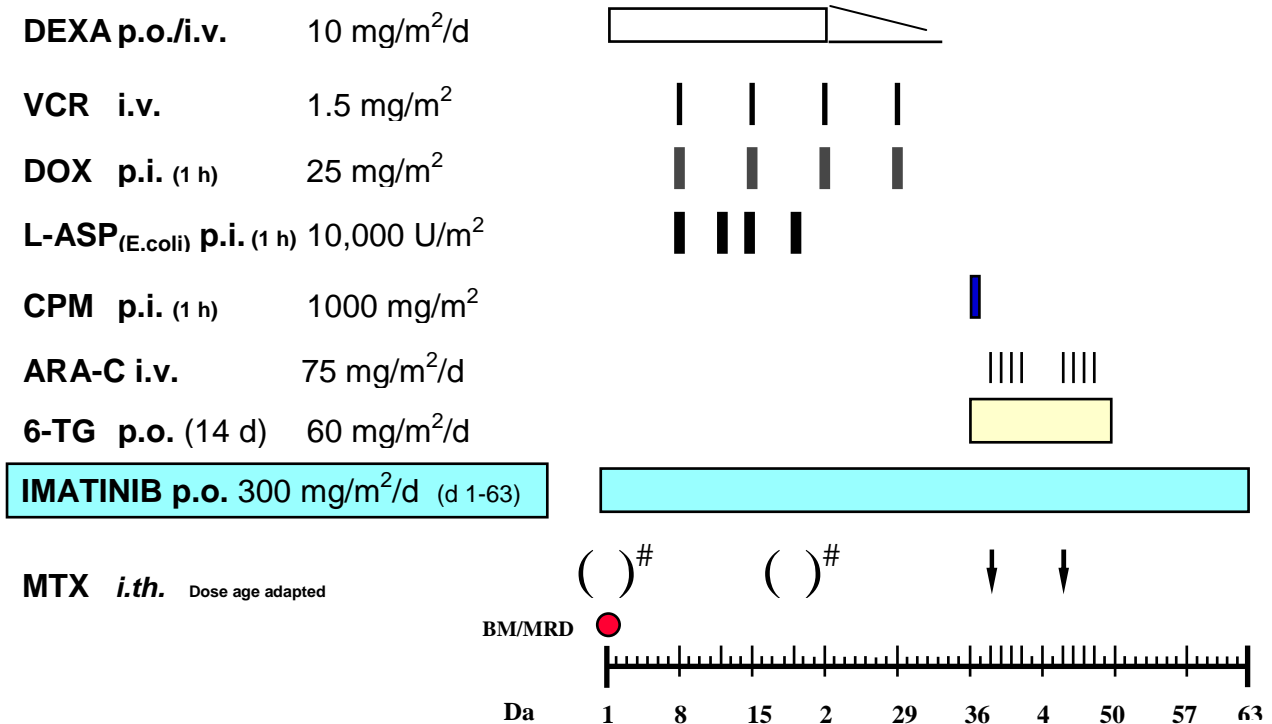 DEXA p.o./i.v. 10 mg/m²/d
VCR i.v. 1.5 mg/m²
DOX p.i. (1 h) 25 mg/m²
L-ASP(E.coli) p.i. (1 h) 10,000 U/m²
CPM p.i. (1 h) 1000 mg/m²
ARA-C i.v. 75 mg/m²/d
6-TG p.o. (14 d) 60 mg/m²/d
IMATINIB p.o. 300 mg/m²/d (d 1-63)
MTX i.th. Dose age adapted ( )# ( )#
BM/MRD
Da 1 8 15 2 29 36 4 50 57 63